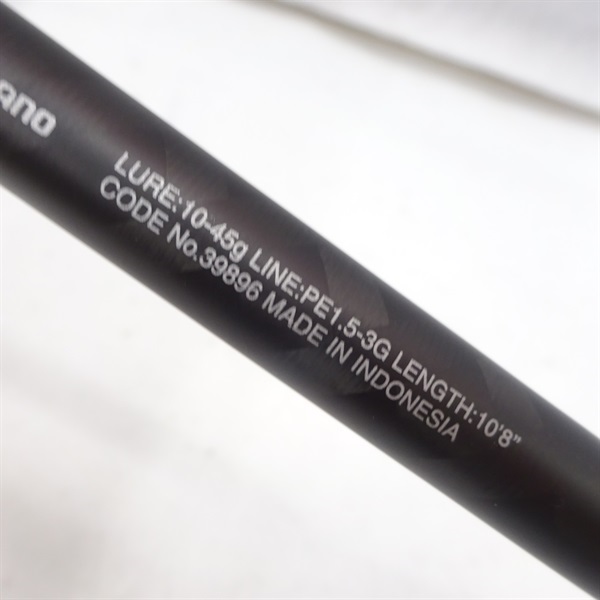 ANO
LURE:10-45g LINE:PE1.5-3G LENGTH:10'8"
CODE No.39896 MADE IN INDONESIA